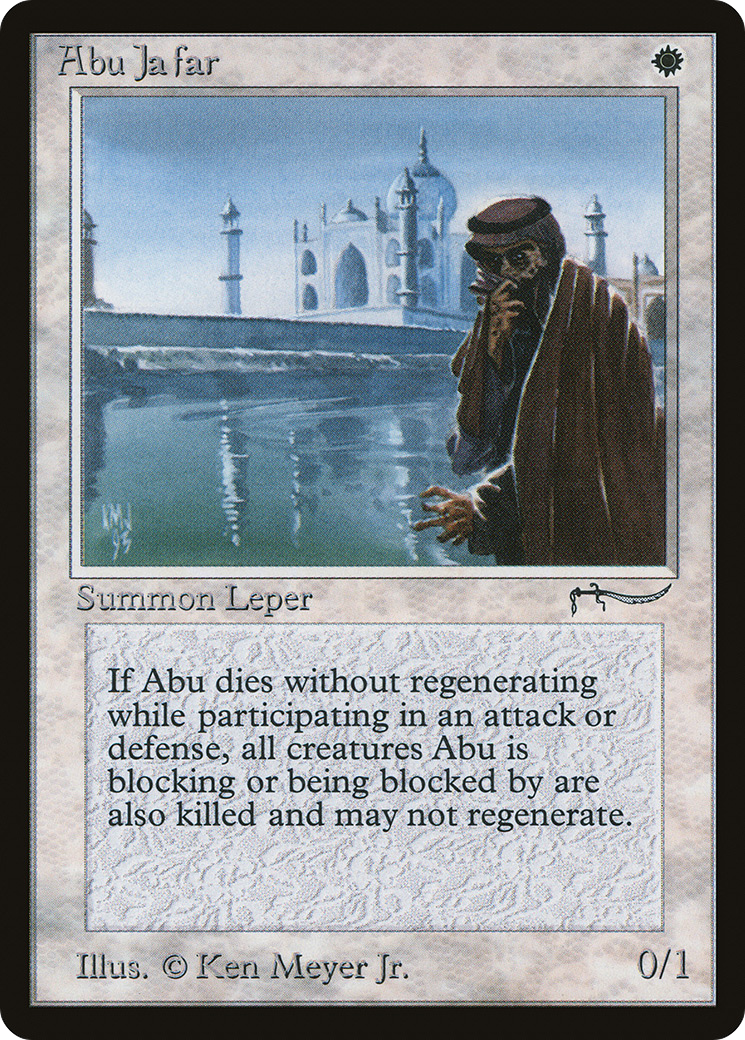 Abu Ja'far
Summon Leper
If Abu dies without regenerating
while participating in an attack or
defense, all creatures Abu is
blocking or being blocked by are
also killed and may not regenerate.
Illus. © Ken Meyer Jr.
0/1